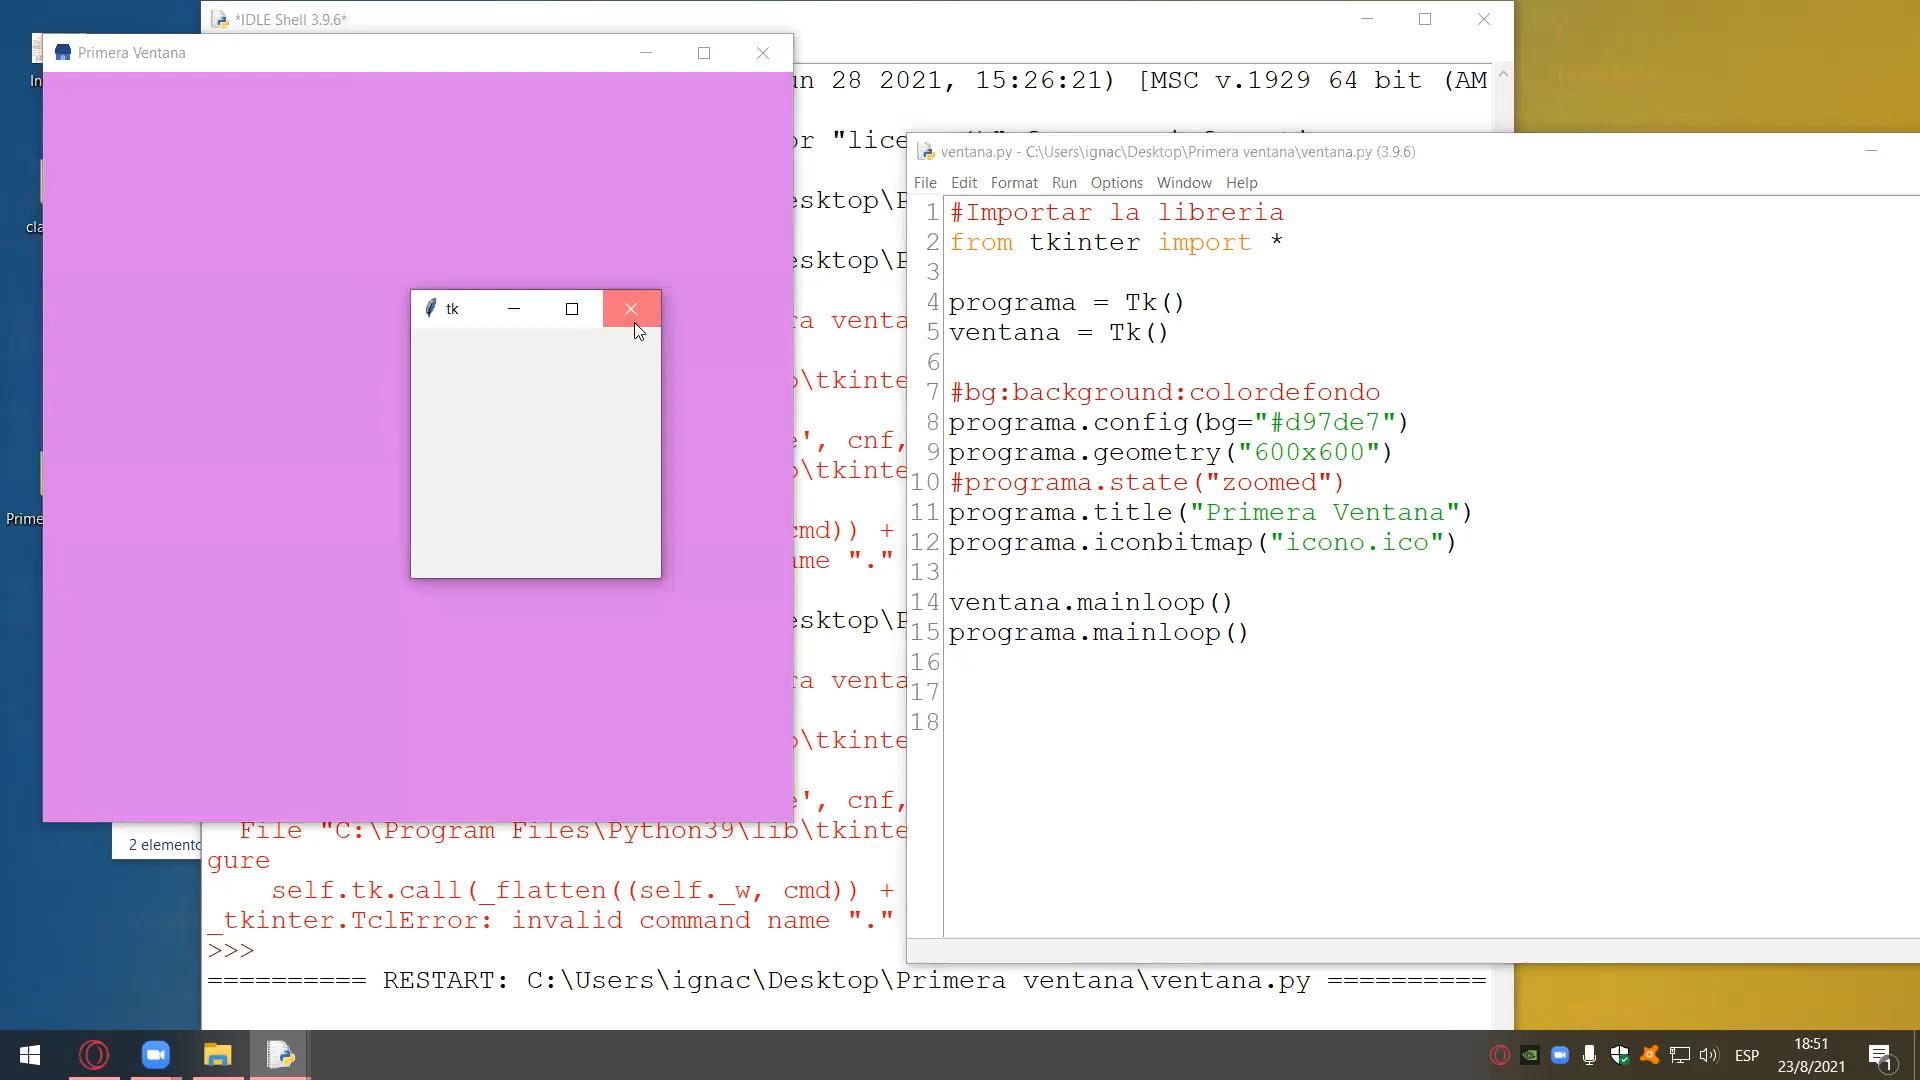 *IDLE Shell 3.9.6*
Primera Ventana
un 28 2021, 15:26:21) [MSC v.1929 64 bit (AM
or "lice
esktop\P
esktop\P
ra venta
\tkinte
e', cnf,
\tkinte
cmd)) +
ame "."
esktop\P
ra venta
\tkinte
e', cnf,
File "C:\Program Files\Python39\lib\tkinte
gure
self.tk.call(_flatten((self._w, cmd)) +
_tkinter.TclError: invalid command name "."
>>>
========== RESTART: C:\Users\ignac\Desktop\Primera ventana\ventana.py ==========
tk
ventana.py - C:\Users\ignac\Desktop\Primera ventana\ventana.py (3.9.6)
File Edit Format Run Options Window Help
1 #Importar la libreria
2 from tkinter import *
3
4 programa = Tk()
5 ventana = Tk()
6
7 #bg:background:colordefondo
8 programa.config(bg="#d97de7")
9 programa.geometry("600x600")
10 #programa.state("zoomed")
11 programa.title("Primera Ventana")
12 programa.iconbitmap("icono.ico")
13
14 ventana.mainloop()
15 programa.mainloop()
16
17
18
In
cla
Prime
2 elemento
ESP
18:51
23/8/2021
1